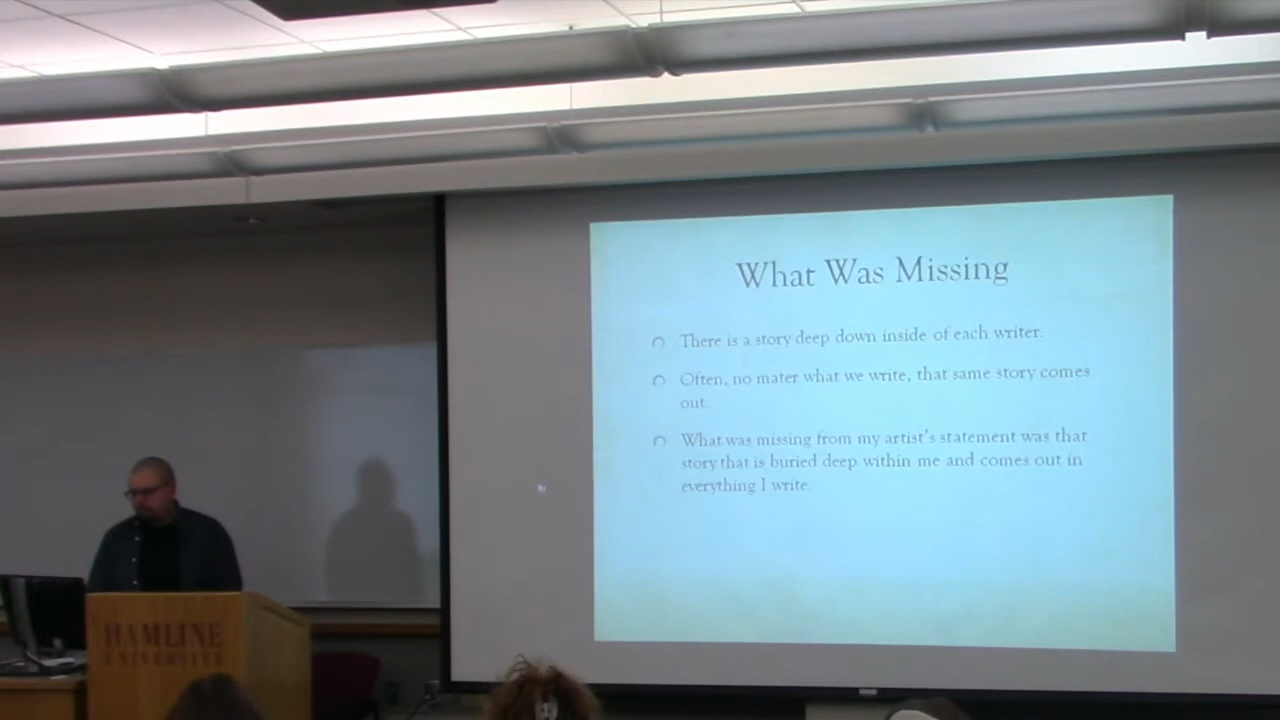 What Was Missing
There is a story deep down inside of each writer.
Often, no mater what we write, that same story comes
out.
What was missing from my artist's statement was that
story that is buried deep within me and comes out in
everything I write.
HAMLINE
UNIVERSITY